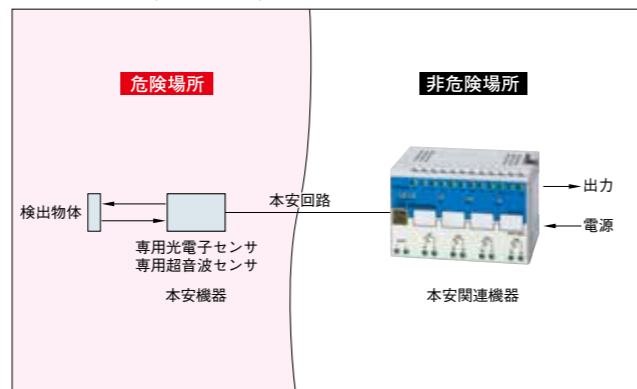 危険場所
非危険場所
検出物体
本安回路
出力
電源
専用光電子センサ
専用超音波センサ
本安機器
本安関連機器